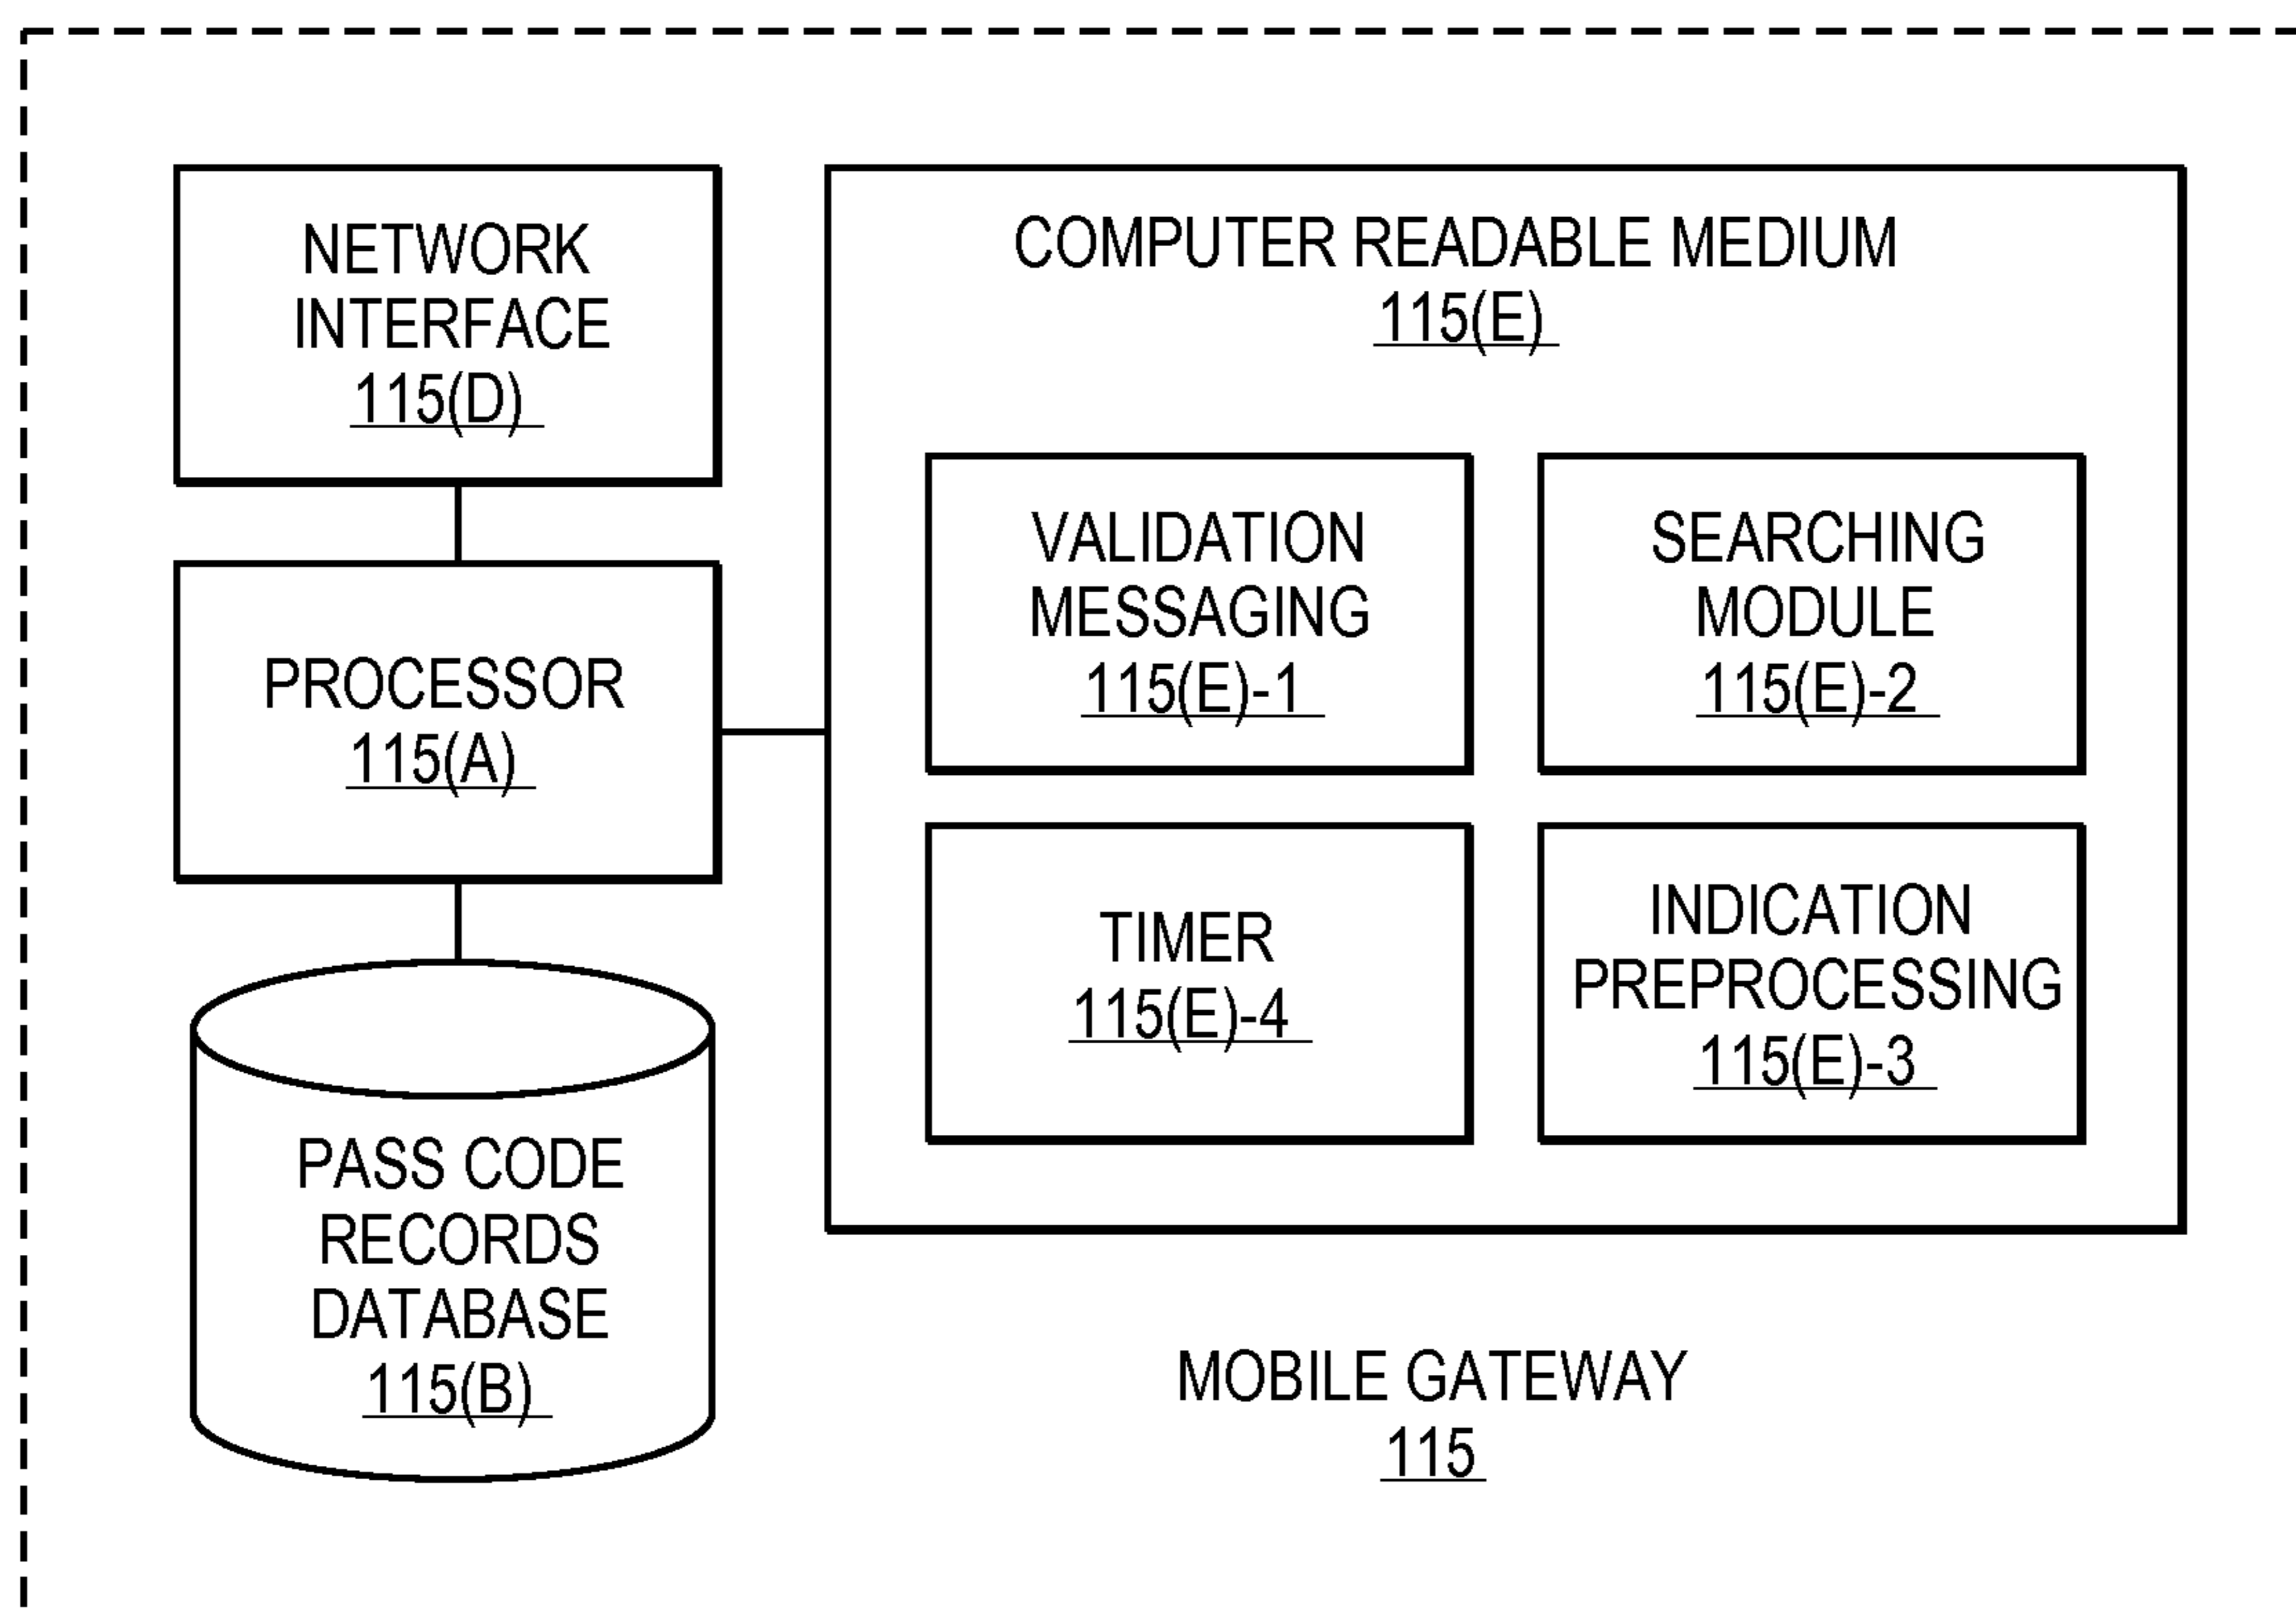 NETWORK
INTERFACE
115(D)
PROCESSOR
115(A)
PASS CODE
RECORDS
DATABASE
115(B)
COMPUTER READABLE MEDIUM
115(E)
VALIDATION
MESSAGING
115(E)-1
SEARCHING
MODULE
115(E)-2
TIMER
115(E)-4
INDICATION
PREPROCESSING
115(E)-3
MOBILE GATEWAY
115